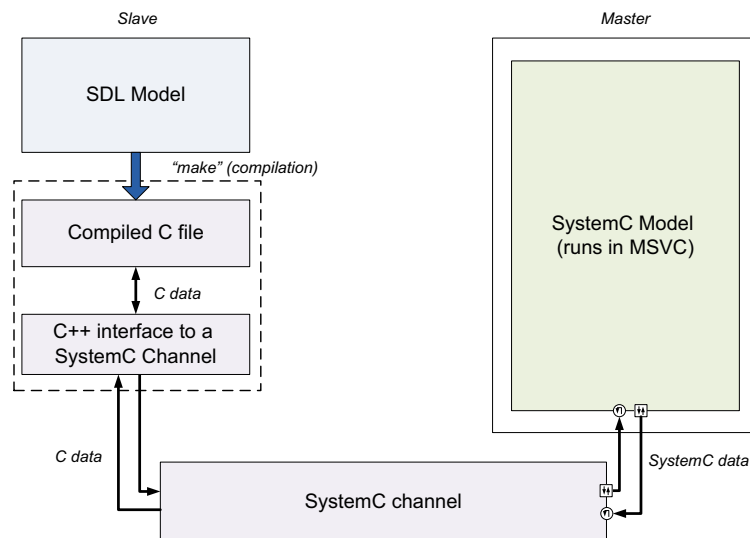 Slave
Master
SDL Model
“make” (compilation)
Compiled C file
C data
C++ interface to a
SystemC Channel
SystemC Model
(runs in MSVC)
C data
SystemC data
SystemC channel